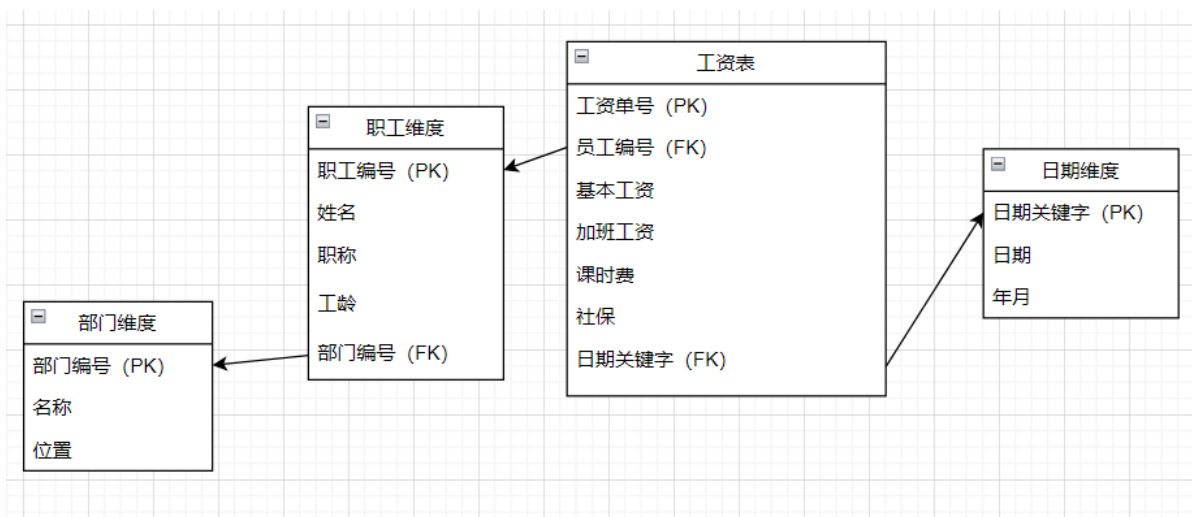 工资表
工资单号 (PK)
员工编号 (FK)
基本工资
加班工资
课时费
社保
日期关键字 (FK)
职工维度
职工编号 (PK)
姓名
职称
工龄
部门编号 (FK)
日期维度
日期关键字 (PK)
日期
年月
部门维度
部门编号 (PK)
名称
位置